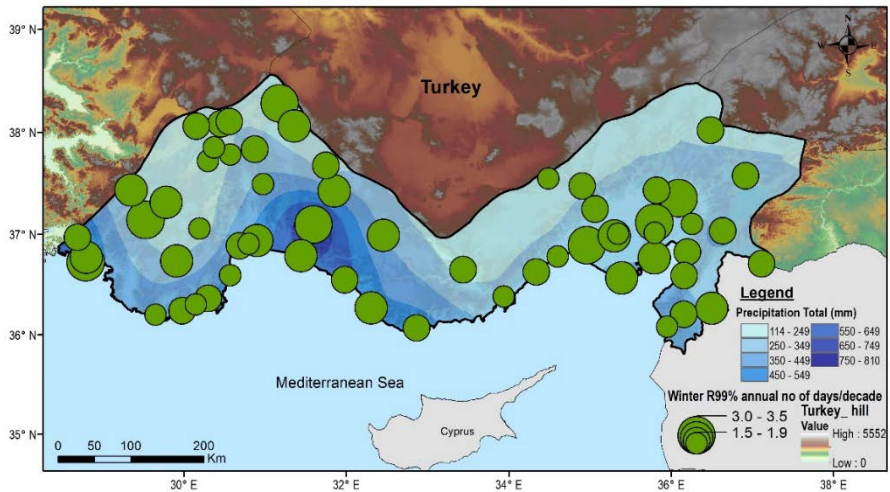 39° N
38° N
37° N
36° N
35° N
N
W
E
S
Turkey
Mediterranean Sea
Cyprus
Legend
Precipitation Total (mm)
114 - 249
550 - 649
250 - 349
650 - 749
350 - 449
750 - 810
450 - 549
Winter R99% annual no of days/decade
3.0 - 3.5
1.5 - 1.9
Turkey_ hill
Value
High : 5552
Low : 0
0 50 100 200
Km
30° E
32° E
34° E
36° E
38° E